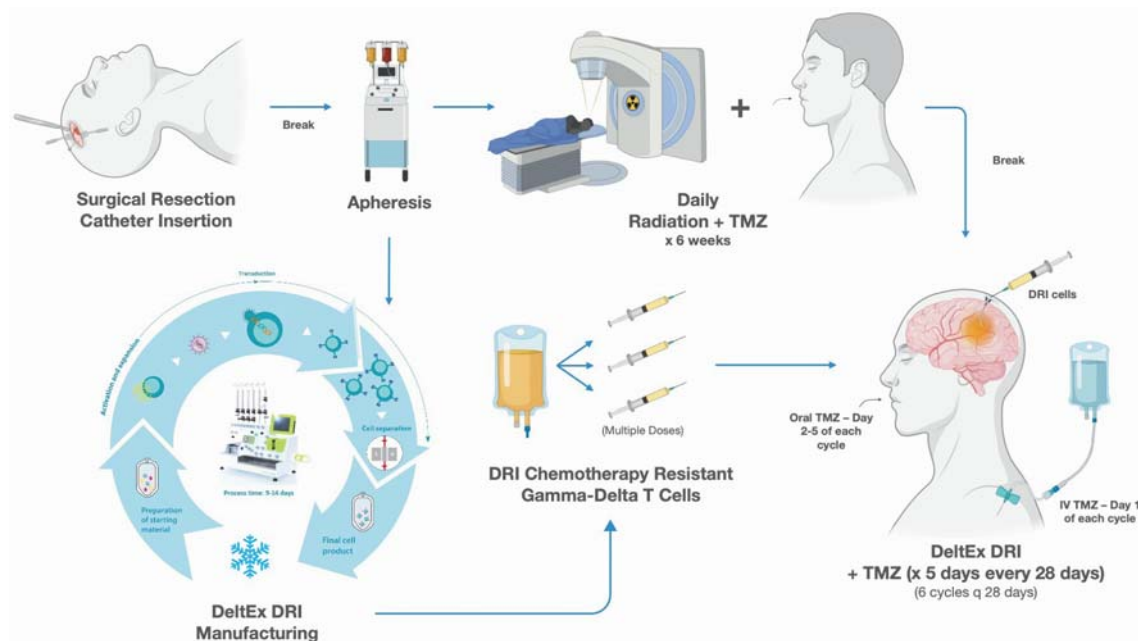 Break
Surgical Resection
Catheter Insertion
Apheresis
Daily
Radiation + TMZ
x 6 weeks
Break
Transduction
Activation and expansion
Cell separation
Process time: 9-14 days
Preparation
of starting
material
Final cell
product
DeltEx DRI
Manufacturing
(Multiple Doses)
DRI Chemotherapy Resistant
Gamma-Delta T Cells
DRI cells
Oral TMZ – Day
2-5 of each
cycle
IV TMZ – Day 1
of each cycle
DeltEx DRI
+ TMZ (x 5 days every 28 days)
(6 cycles q 28 days)